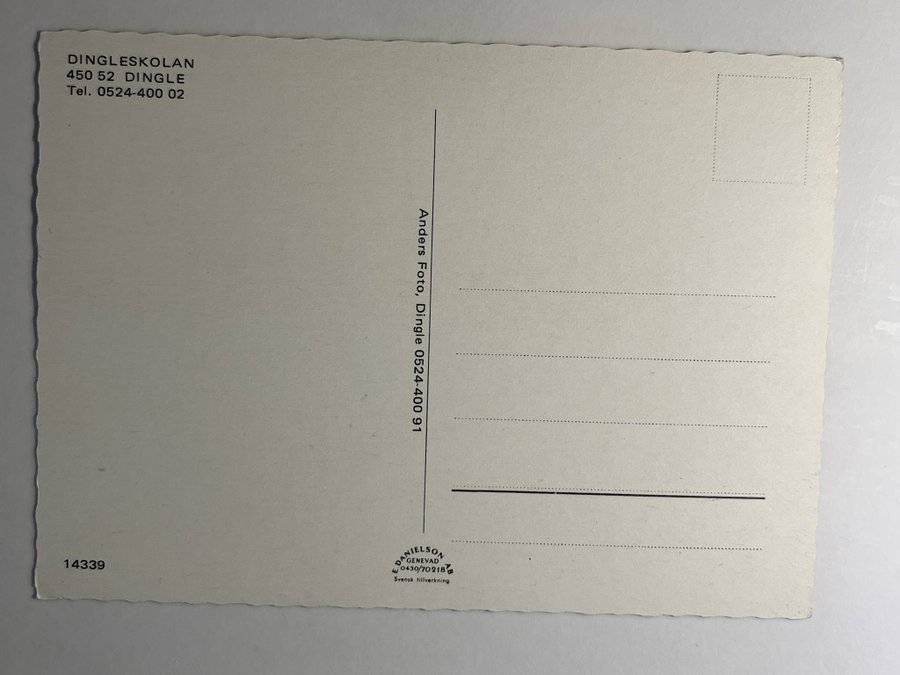 DINGLESKOLAN
450 52 DINGLE
Tel. 0524-400 02
Anders Foto, Dingle 0524-400 91
14339
E. DANIELSON AB
GENEVAD
0430/70218
Svensk tillverkning